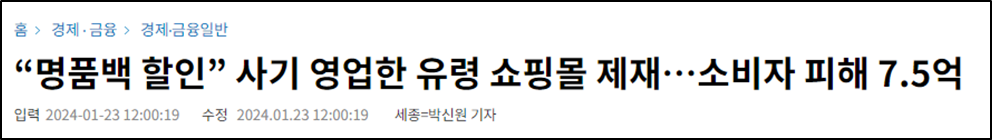 홈 > 경제 · 금융 > 경제·금융일반
“명품백 할인” 사기 영업한 유령 쇼핑몰 제재…소비자 피해 7.5억
입력 2024-01-23 12:00:19 수정 2024.01.23 12:00:19 세종=박신원 기자